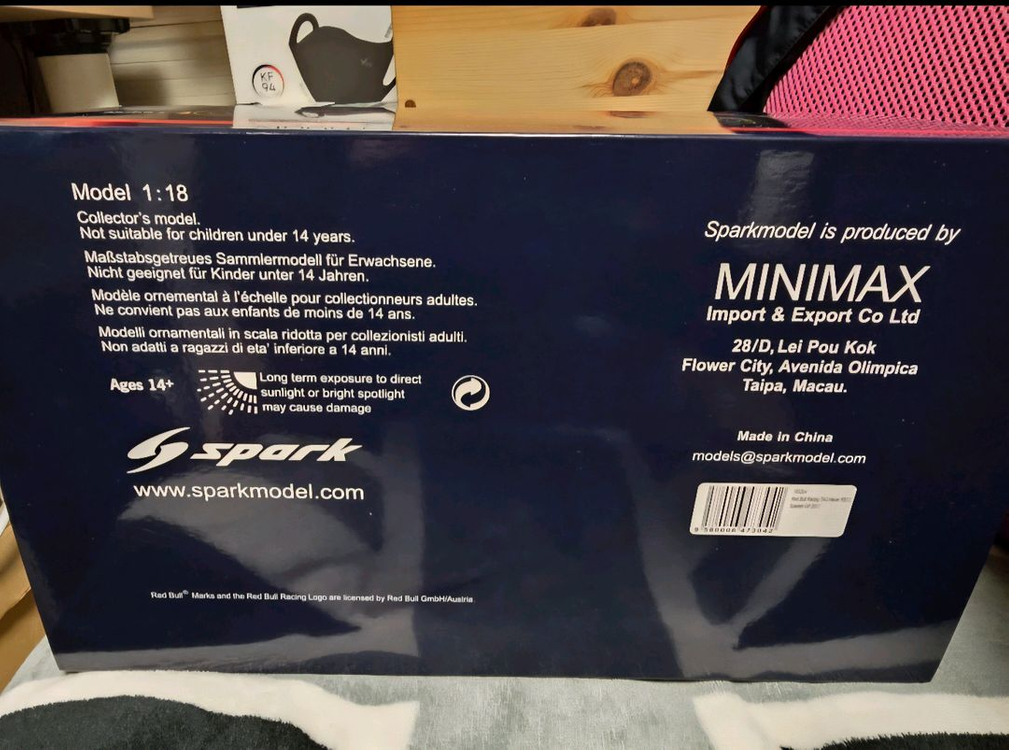 KF
94
Model 1:18
Collector's model.
Not suitable for children under 14 years.
Maßstabsgetreues Sammlermodell für Erwachsene.
Nicht geeignet für Kinder unter 14 Jahren.
Modèle ornemental à l'échelle pour collectionneurs adultes.
Ne convient pas aux enfants de moins de 14 ans.
Modelli ornamentali in scala ridotta per collezionisti adulti.
Non adatti a ragazzi di eta' inferiore a 14 anni.
Ages 14+
Long term exposure to direct
sunlight or bright spotlight
may cause damage
spark
www.sparkmodel.com
Red Bull® Marks and the Red Bull Racing Logo are licensed by Red Bull GmbH/Austria
Sparkmodel is produced by
MINIMAX
Import & Export Co Ltd
28/D, Lei Pou Kok
Flower City, Avenida Olimpica
Taipa, Macau.
Made in China
models@sparkmodel.com
Red Bull Racing
9 580006 473042